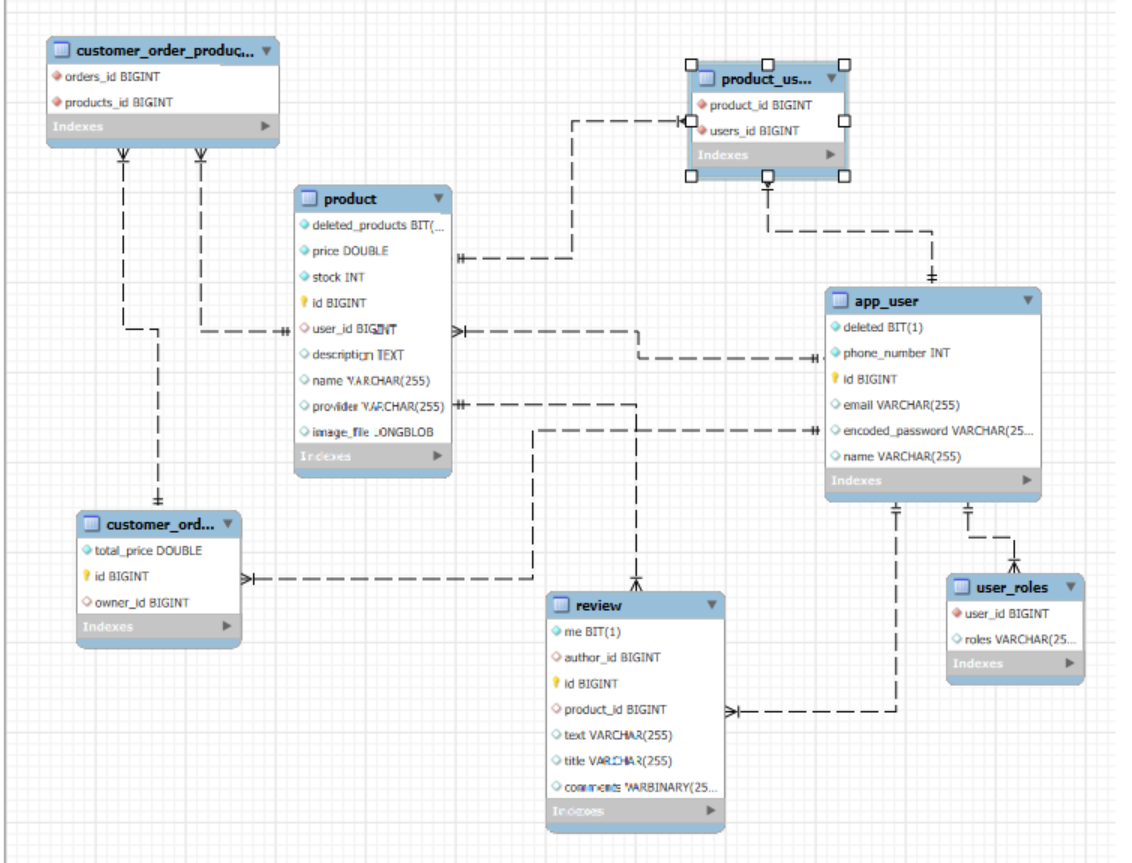 customer_order_produc...
orders_id BIGINT
products_id BIGINT
Indexes
product_us...
product_id BIGINT
users_id BIGINT
Indexes
product
deleted_products BIT(...
price DOUBLE
stock INT
id BIGINT
user_id BIGINT
description TEXT
name VARCHAR(255)
provider VARCHAR(255)
image_file LONGBLOB
Indexes
app_user
deleted BIT(1)
phone_number INT
id BIGINT
email VARCHAR(255)
encoded_password VARCHAR(25...
name VARCHAR(255)
Indexes
customer_ord...
total_price DOUBLE
id BIGINT
owner_id BIGINT
Indexes
review
me BIT(1)
author_id BIGINT
id BIGINT
product_id BIGINT
text VARCHAR(255)
title VARCHAR(255)
comments VARBINARY(25...
Indexes
user_roles
user_id BIGINT
roles VARCHAR(25...
Indexes